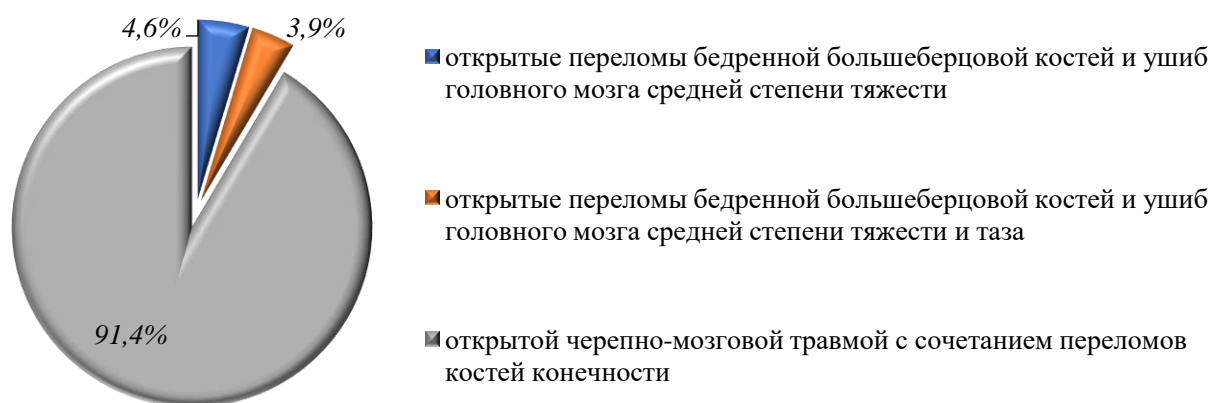 4,6%
3,9%
91,4%
открытые переломы бедренной большеберцовой костей и ушиб
головного мозга средней степени тяжести
открытые переломы бедренной большеберцовой костей и ушиб
головного мозга средней степени тяжести и таза
открытой черепно-мозговой травмой с сочетанием переломов
костей конечности